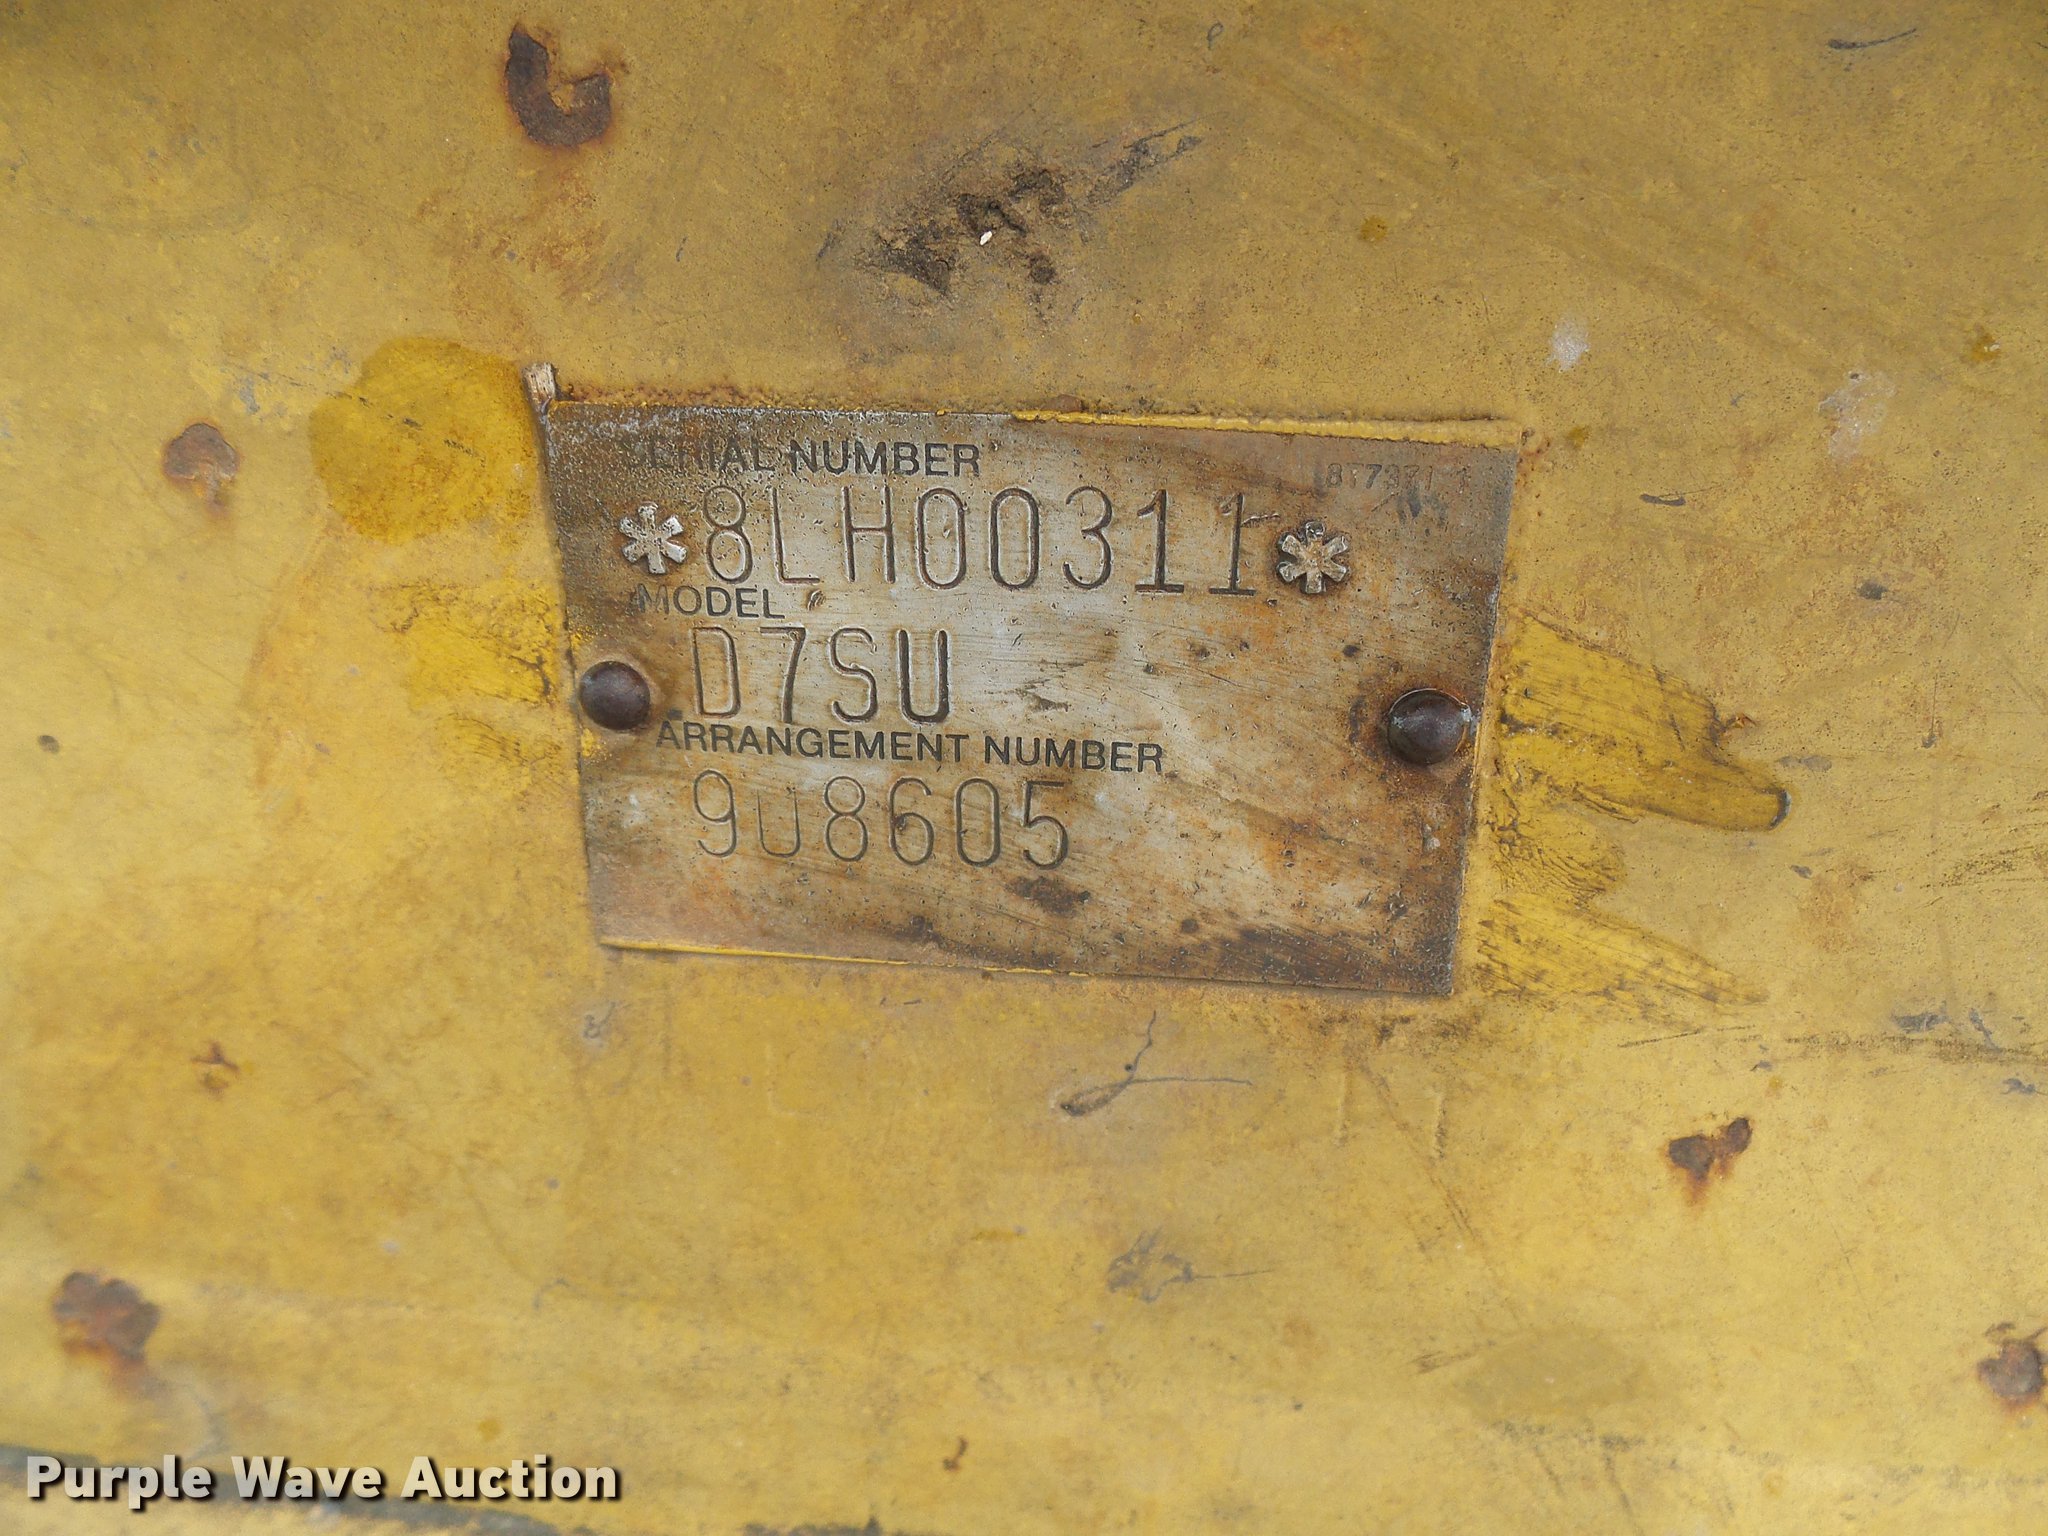 SERIAL NUMBER
*8LH00311*
MODEL
D7SU
ARRANGEMENT NUMBER
9U8605
Purple Wave Auction